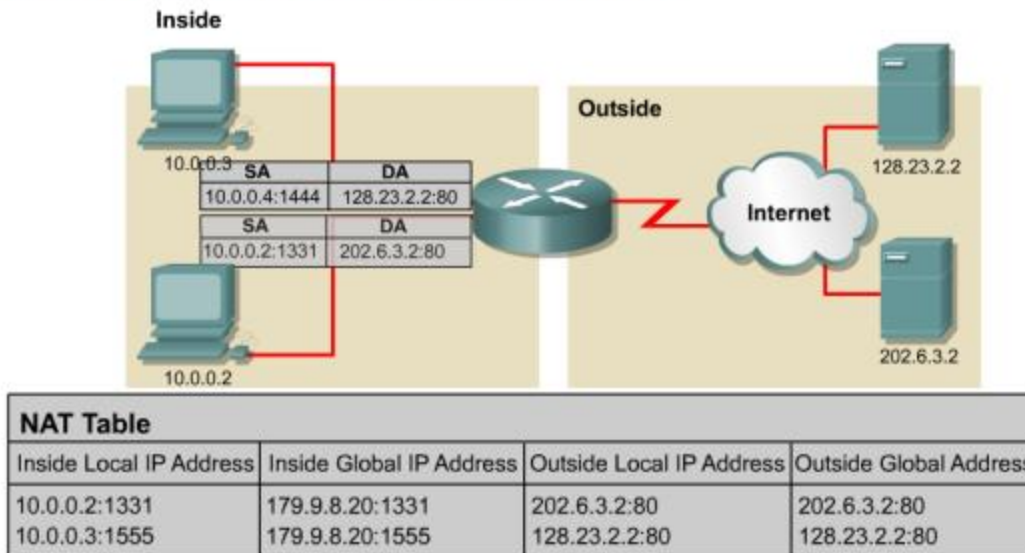 Inside
Outside
10.0.0.3
SA DA
10.0.0.4:1444 128.23.2.2:80
SA DA
10.0.0.2:1331 202.6.3.2:80
10.0.0.2
Internet
128.23.2.2
202.6.3.2
NAT Table
Inside Local IP Address Inside Global IP Address Outside Local IP Address Outside Global Address
10.0.0.2:1331 179.9.8.20:1331 202.6.3.2:80 202.6.3.2:80
10.0.0.3:1555 179.9.8.20:1555 128.23.2.2:80 128.23.2.2:80